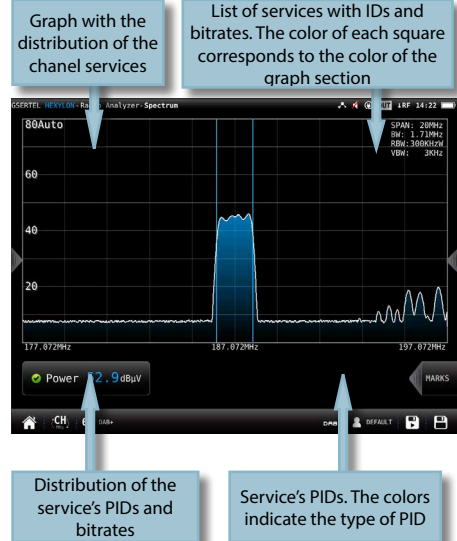 Graph with the
distribution of the
chanel services
List of services with IDs and
bitrates. The color of each square
corresponds to the color of the
graph section
GSERTEL HEXYLON-Radio Analyzer-Spectrum
OUT RF 14:22
80Auto
SPAN: 20MHz
BW: 1.71MHz
RBW:300KHzW
VBW: 3KHz
60
40
20
177.072MHz 187.072MHz 197.072MHz
Power 52.9dBµV
MARKS
CH
DAB+
DAB
DEFAULT
Distribution of the
service's PIDs and
bitrates
Service's PIDs. The colors
indicate the type of PID